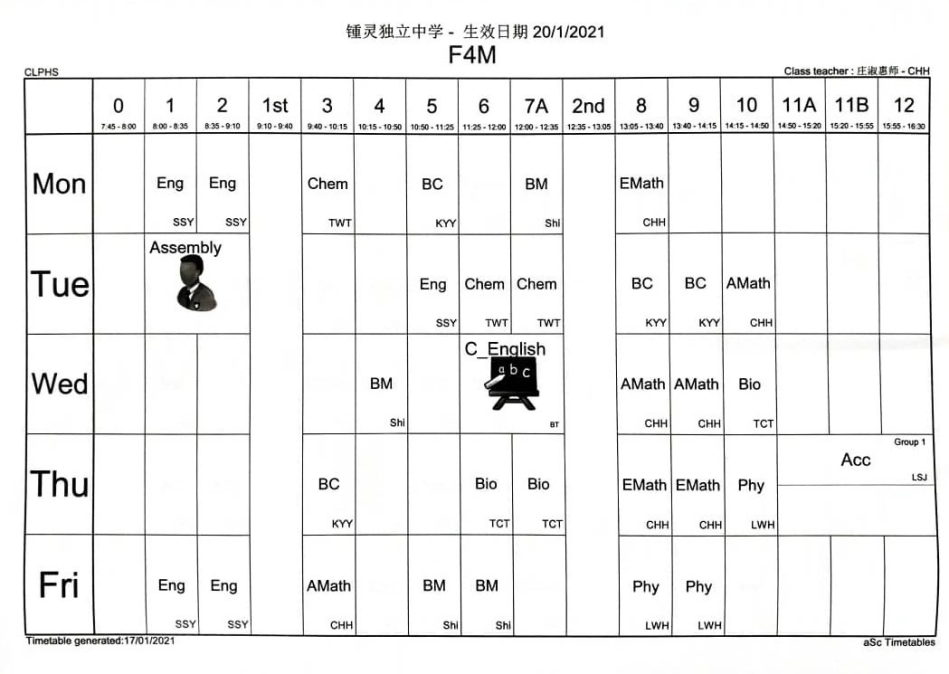 锺灵独立中学 - 生效日期 20/1/2021
F4M
CLPHS
Class teacher : 庄淑惠师 - CHH
0 1 2 1st 3 4 5 6 7A 2nd 8 9 10 11A 11B 12
7:45 - 8:00 8:00 - 8:35 8:35 - 9:10 9:10 - 9:40 9:40 - 10:15 10:15 - 10:50 10:50 - 11:25 11:25 - 12:00 12:00 - 12:35 12:35 - 13:05 13:05 - 13:40 13:40 - 14:15 14:15 - 14:50 14:50 - 15:20 15:20 - 15:55 15:55 - 16:30
Mon Eng Eng Chem BC BM EMath
SSY SSY TWT KYY Shi CHH
Assembly
Tue Eng Chem Chem BC BC AMath
SSY TWT TWT KYY KYY CHH
C_English
a b c
Wed BM AMath AMath Bio
Shi BT CHH CHH TCT
Group 1
Acc
LSJ
Thu BC Bio Bio EMath EMath Phy
KYY TCT TCT CHH CHH LWH
Fri Eng Eng AMath BM BM Phy Phy
SSY SSY CHH Shi Shi LWH LWH
Timetable generated:17/01/2021
aSc Timetables